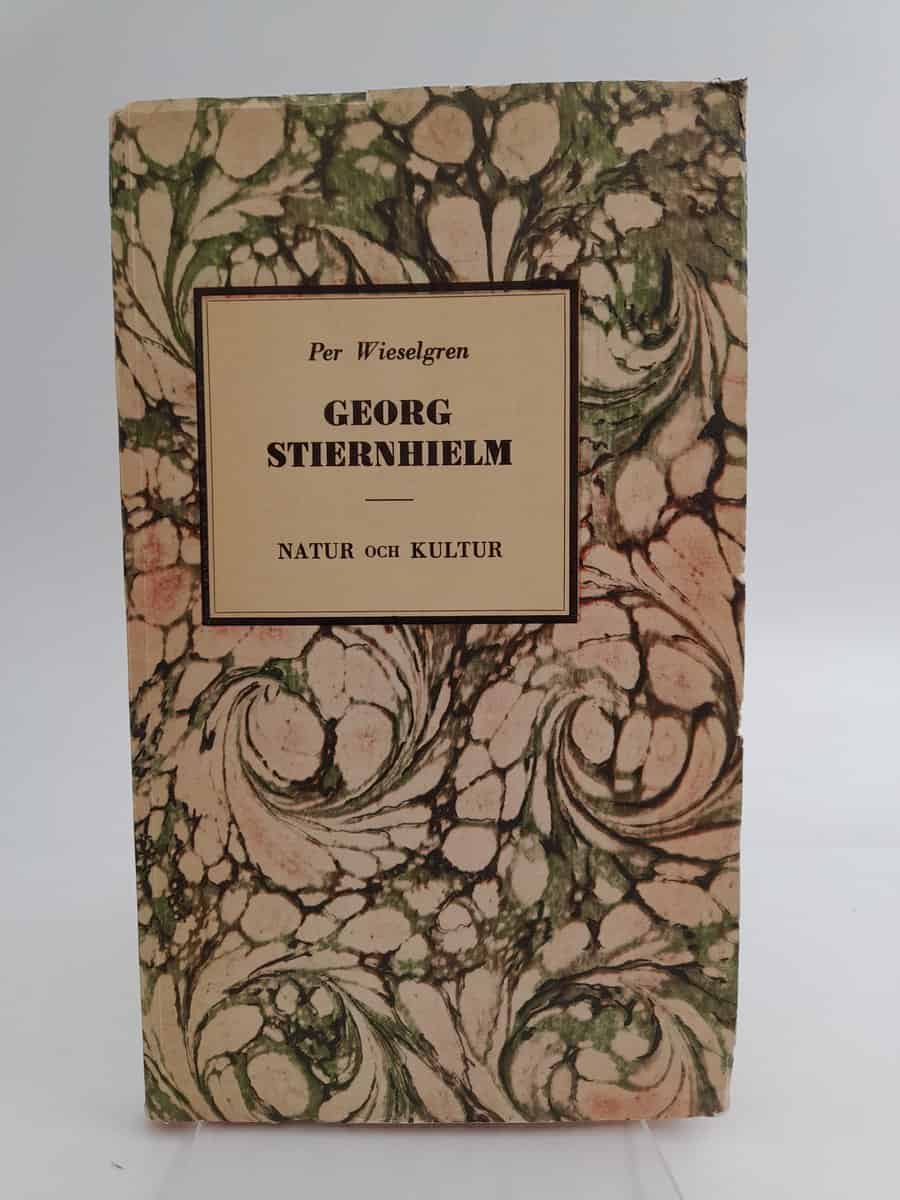 Per Wieselgren
GEORG
STIERNHIELM
NATUR OCH KULTUR